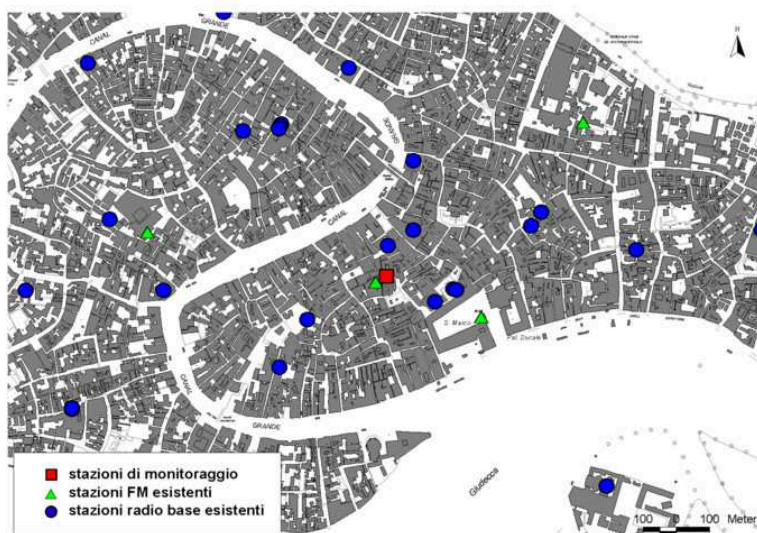 GRANDE
CANAL
N
GRANDE
CANAL
S. Marco
Pal. Ducale
CANAL
GRANDE
Giudecca
stazioni di monitoraggio
stazioni FM esistenti
stazioni radio base esistenti
100 0 100 Meter